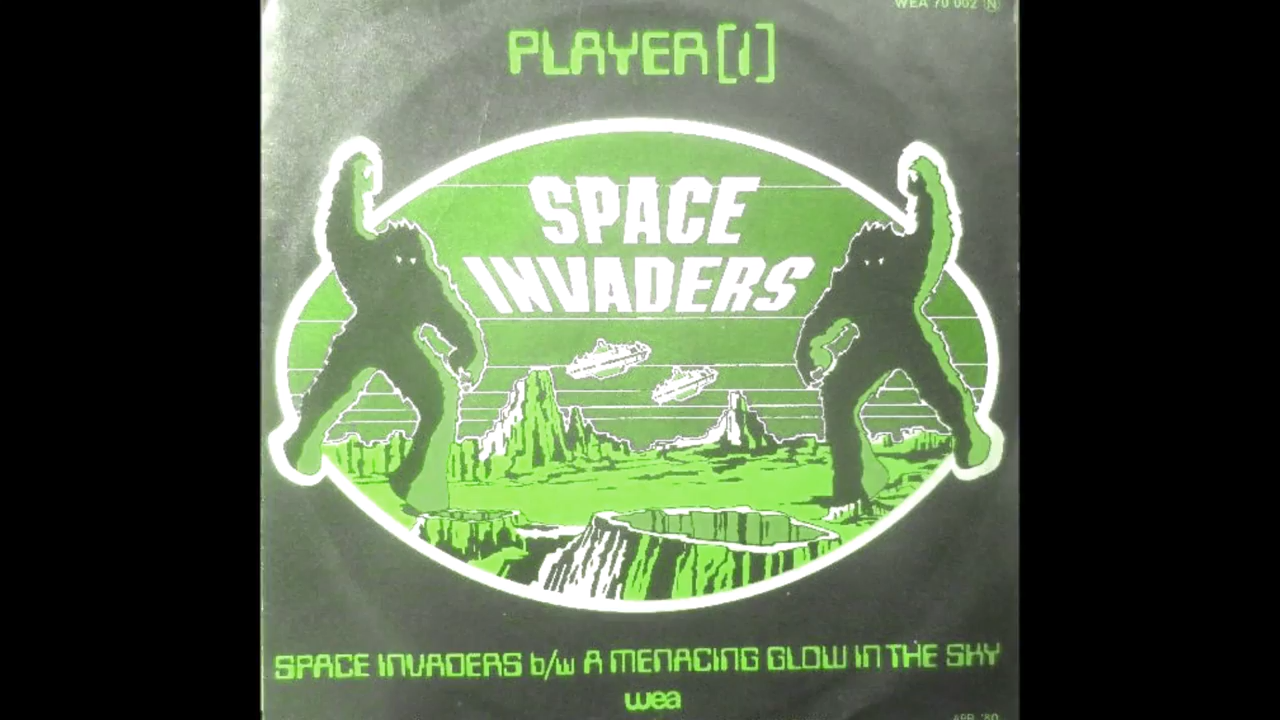 WEA 70 002 N
PLAYER [1]
SPACE
INVADERS
SPACE INVADERS b/w A MENACING GLOW IN THE SKY
wea
APR. '80